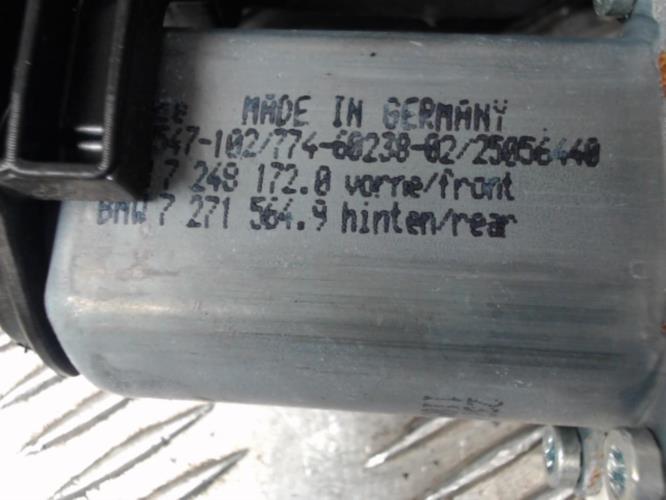 MADE IN GERMANY
547-102/774-60238-02/25056440
7 248 172.0 vorne/front
BMW 7 271 564.9 hinten/rear